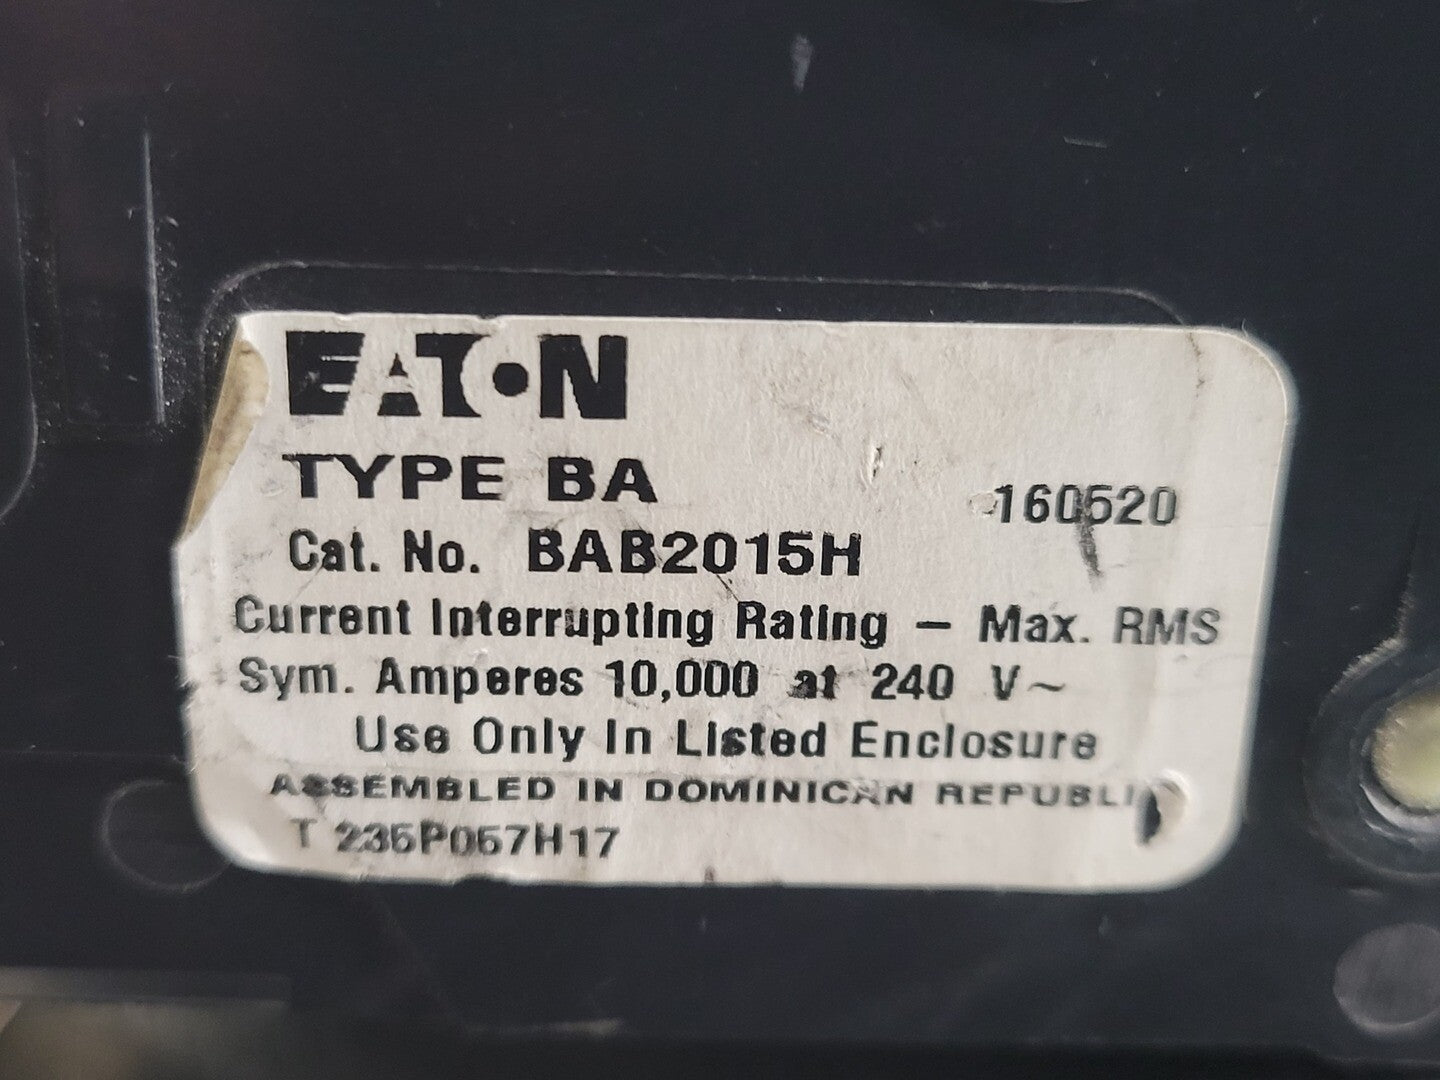 EATON
TYPE BA
160520
Cat. No. BAB2015H
Current Interrupting Rating – Max. RMS
Sym. Amperes 10,000 at 240 V~
Use Only In Listed Enclosure
ASSEMBLED IN DOMINICAN REPUBLI
T 235P057H17